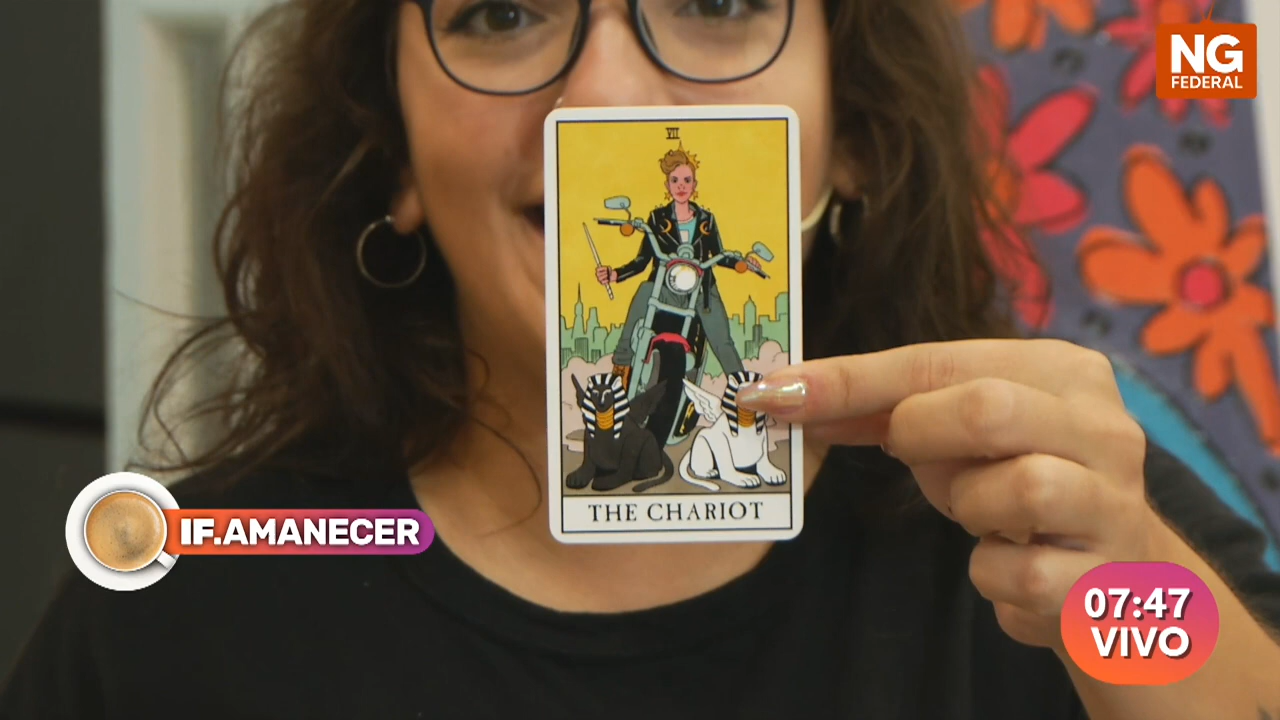 NG
FEDERAL
VII
THE CHARIOT
IF.AMANECER
07:47
VIVO